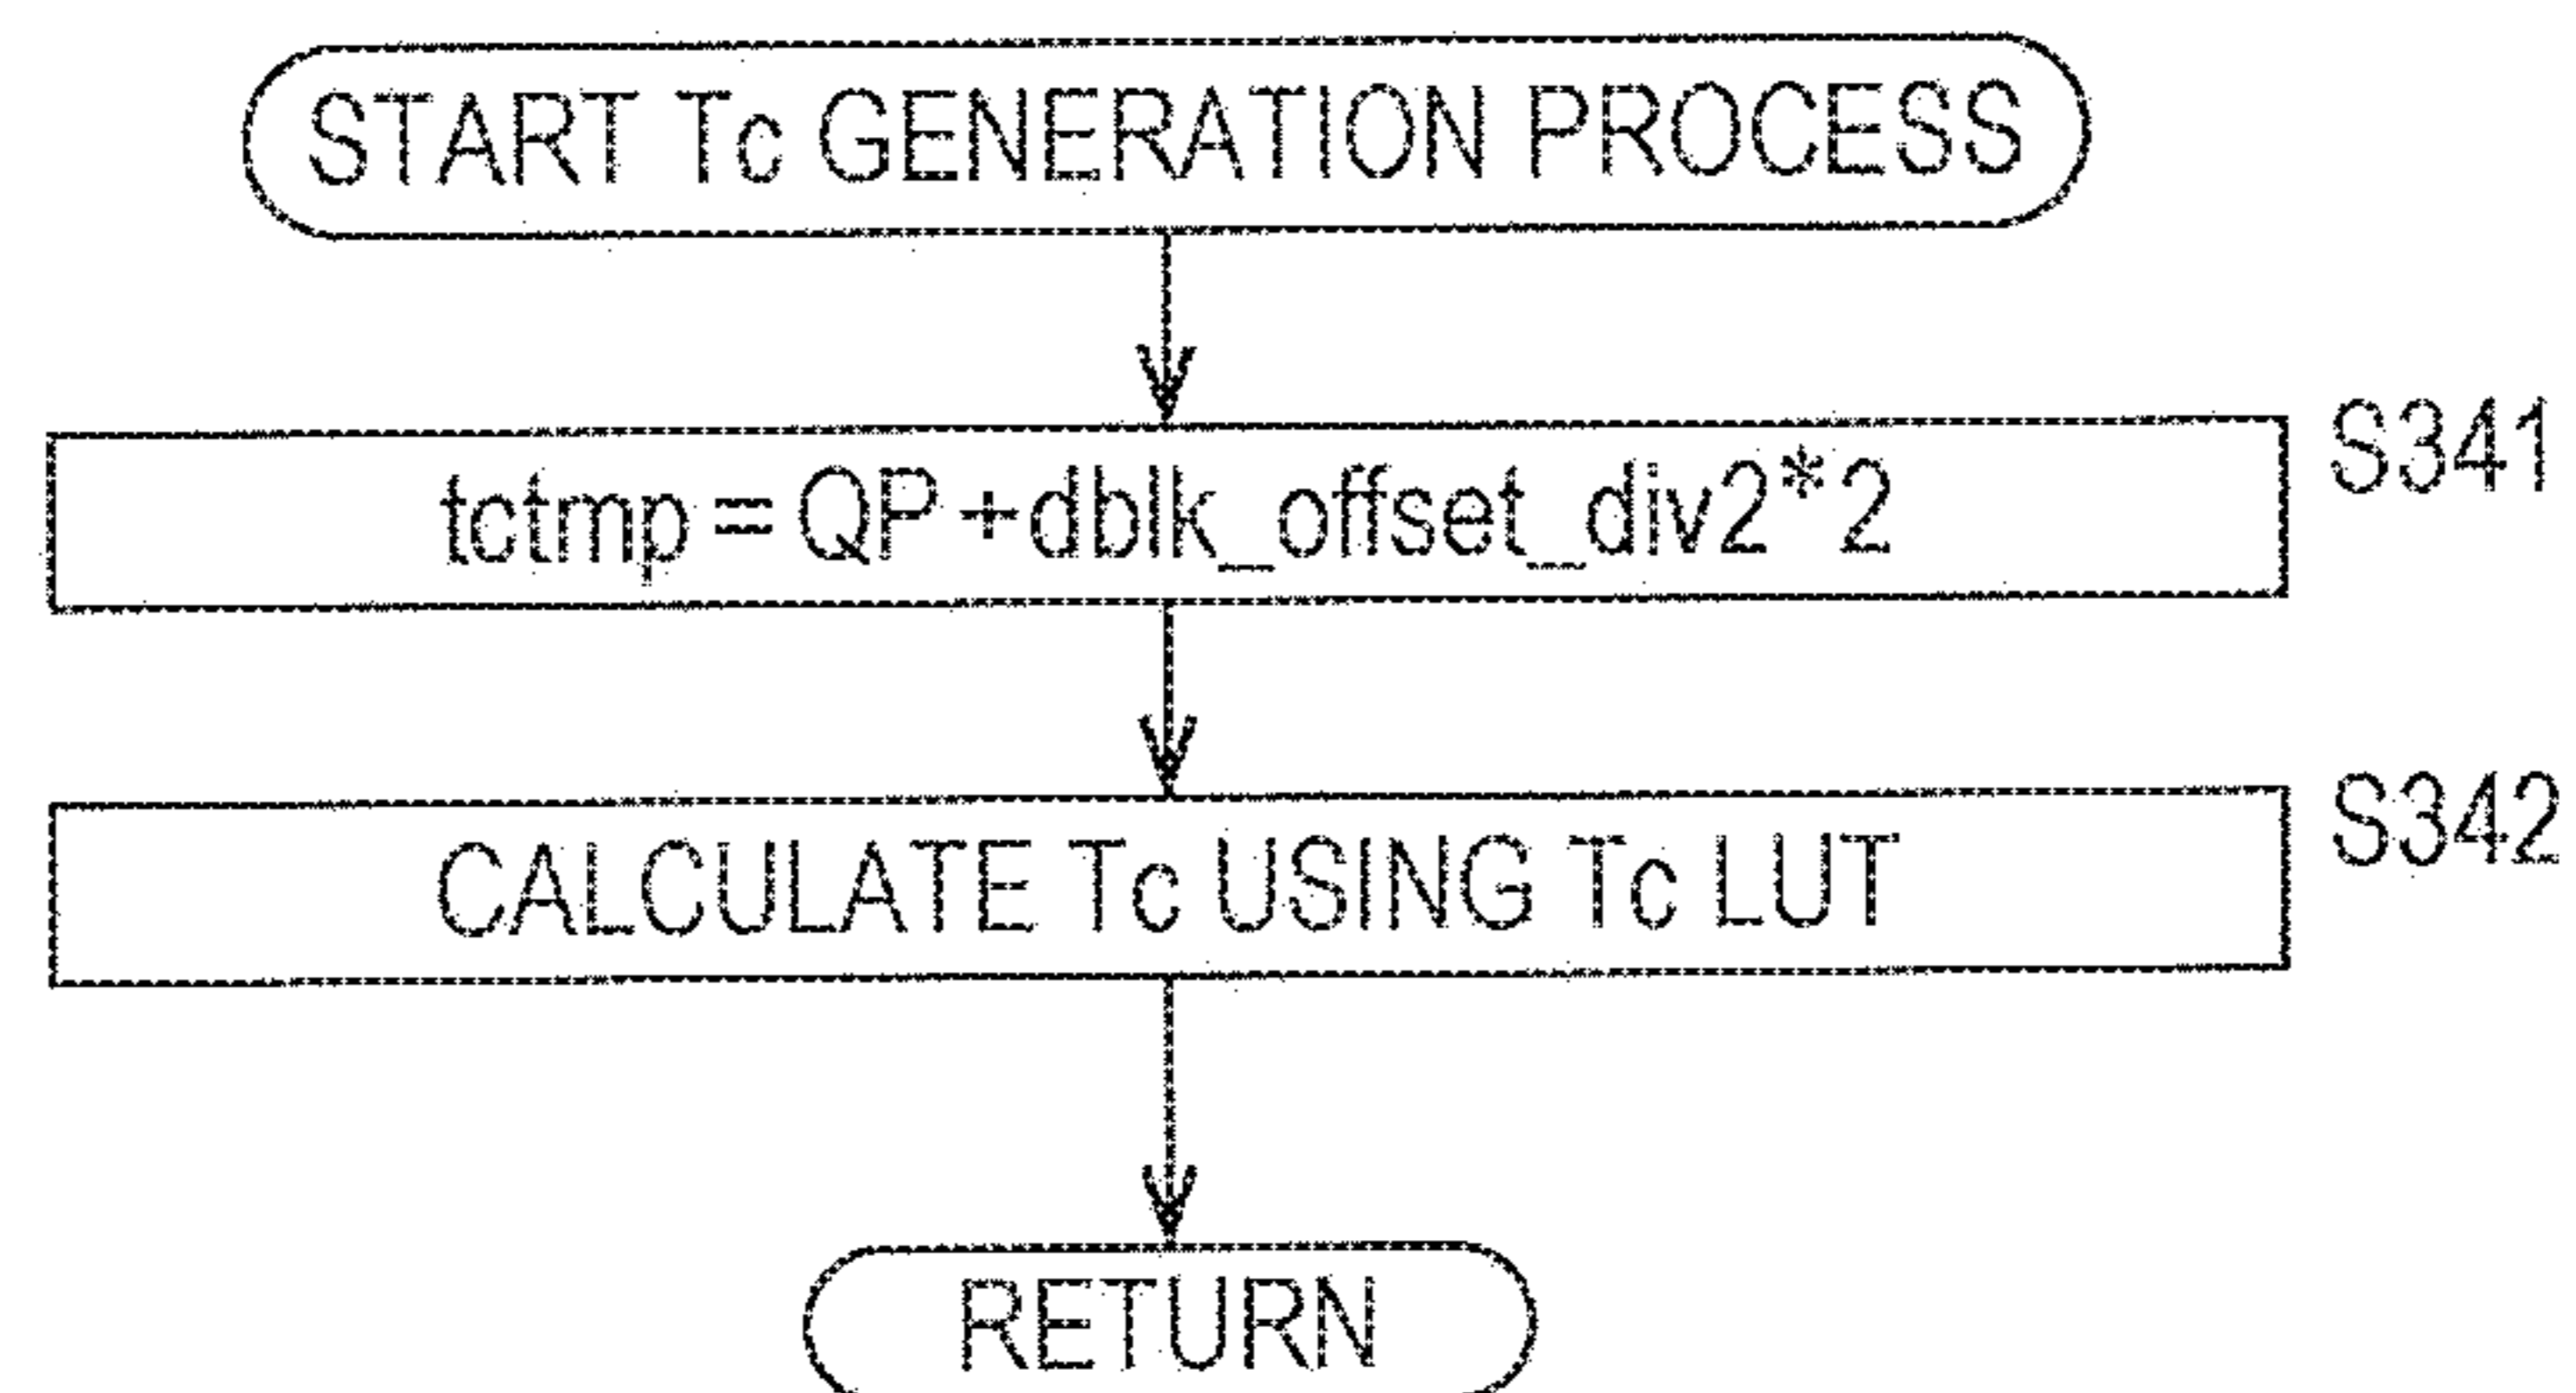 START Tc GENERATION PROCESS
S341
tctmp = QP + dblk_offset_div2*2
S342
CALCULATE Tc USING Tc LUT
RETURN